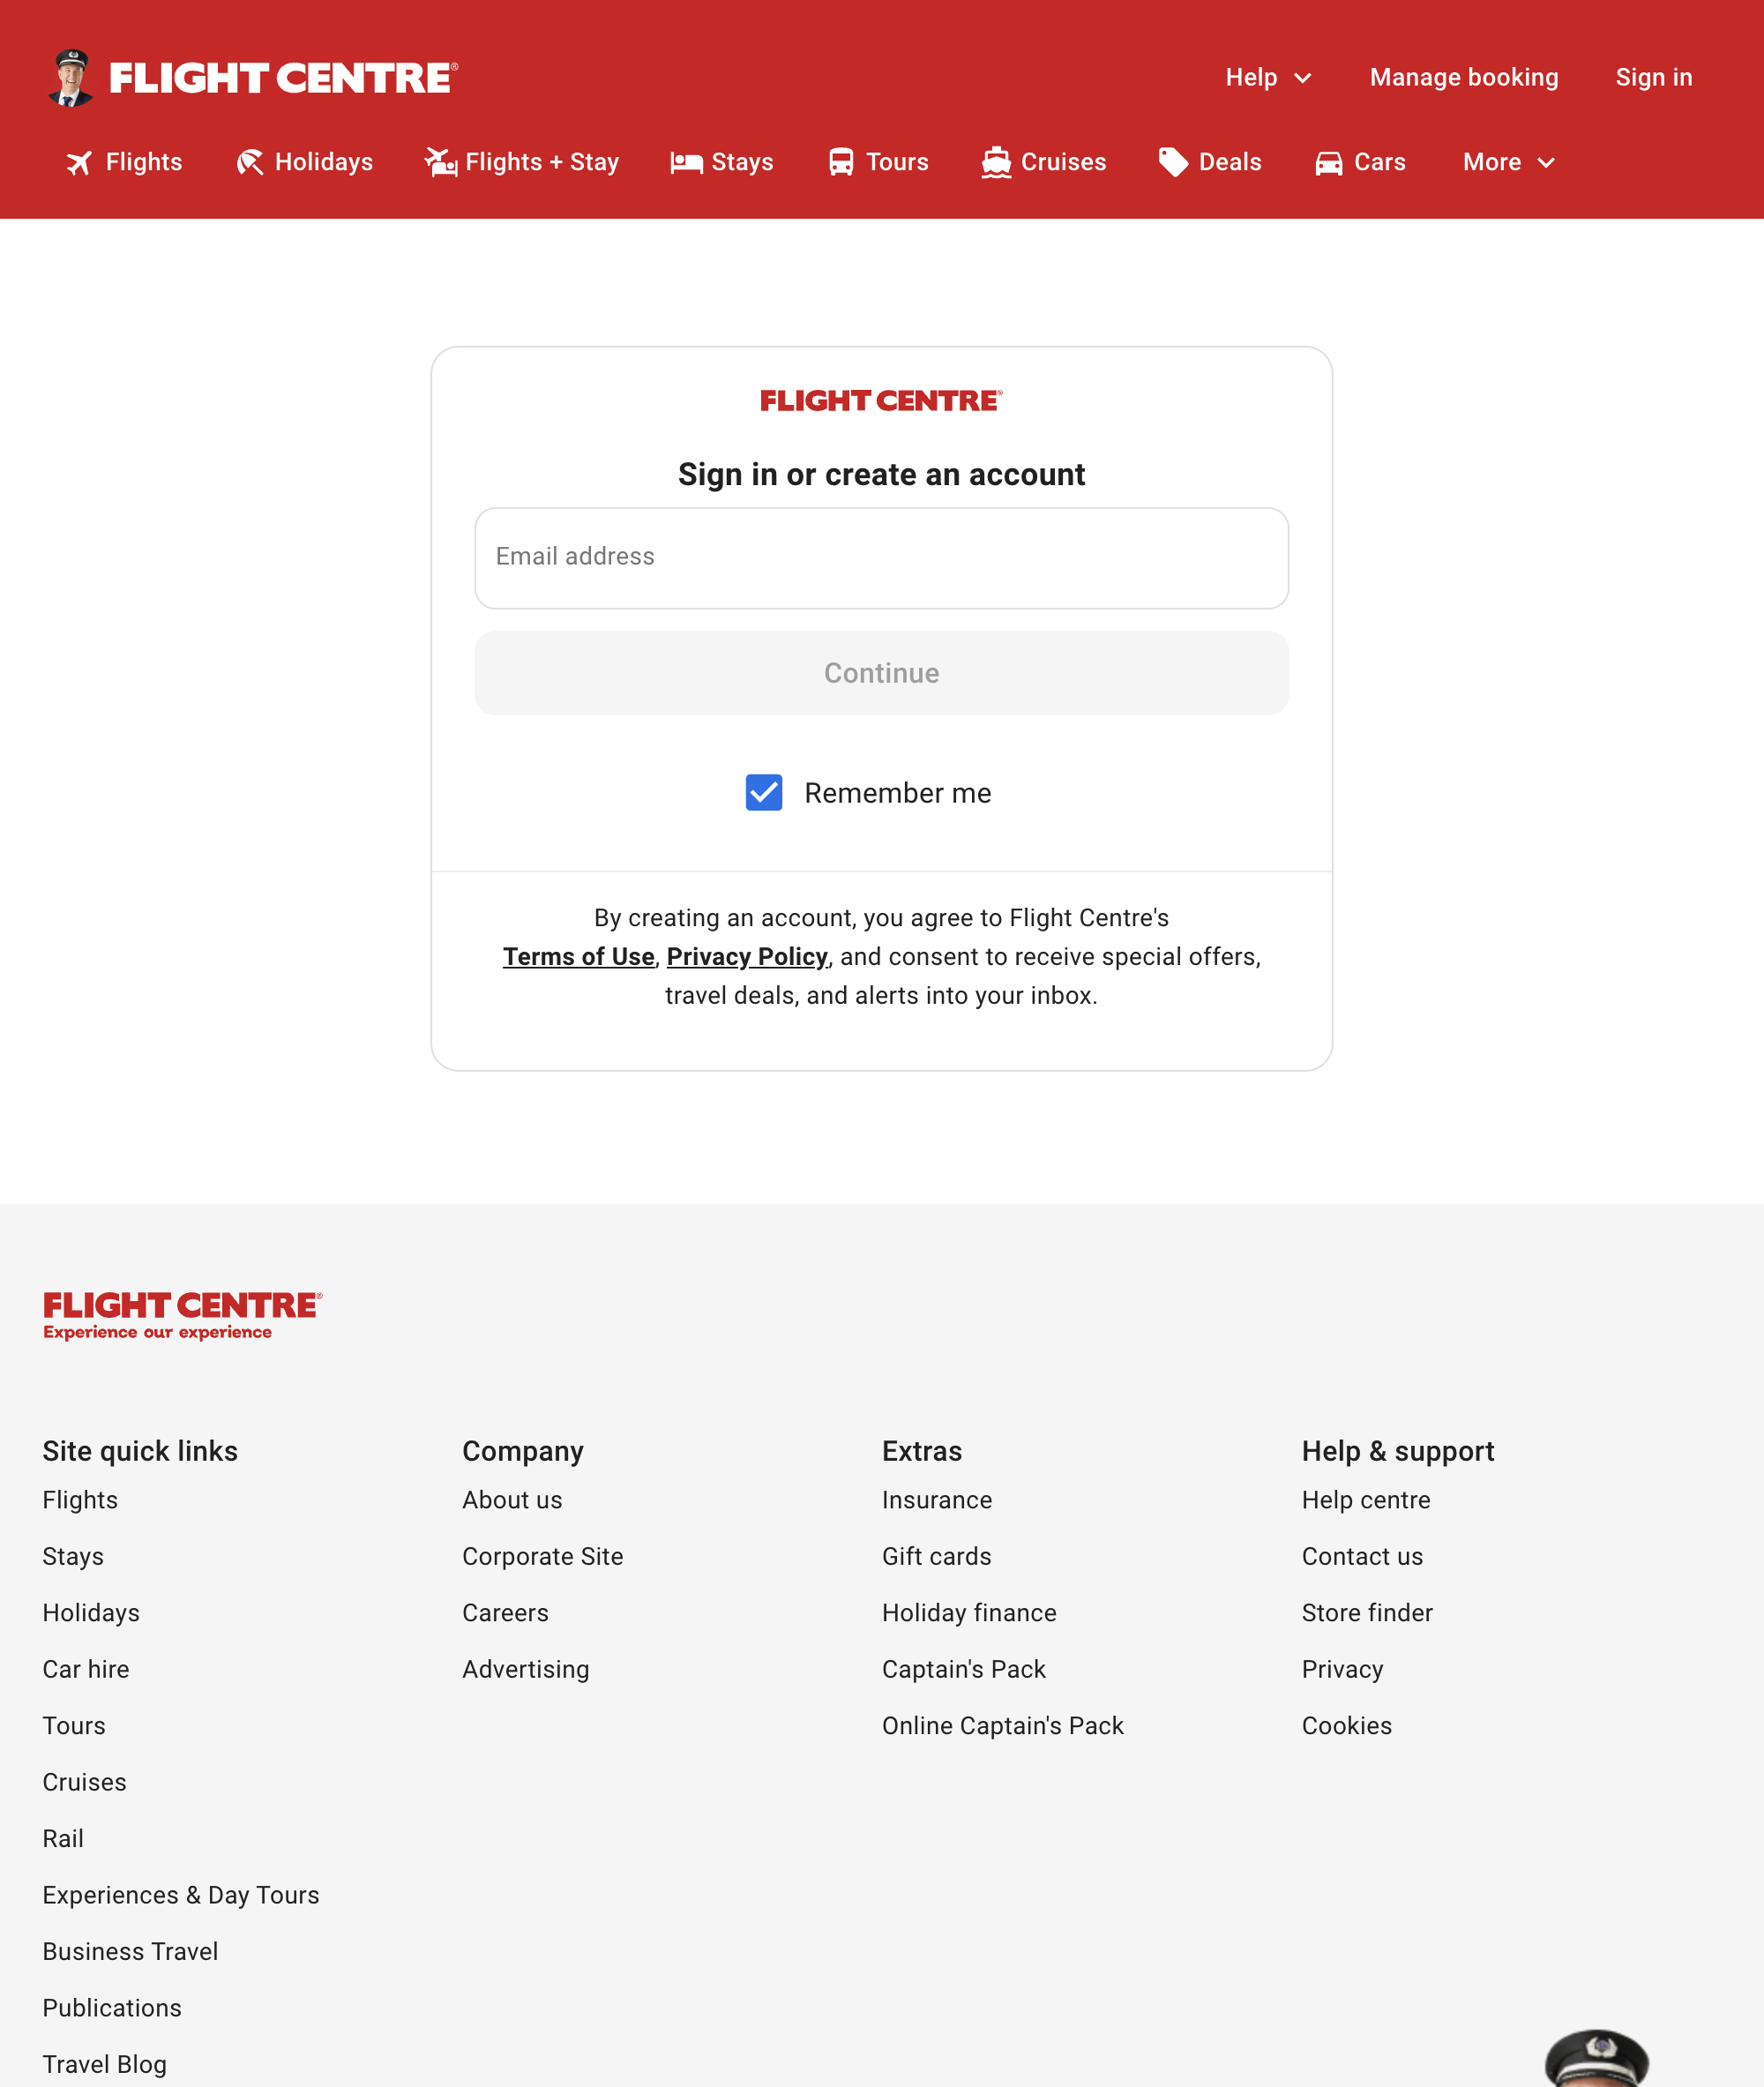 FLIGHT CENTRE®
Help
Manage booking
Sign in
Flights
Holidays
Flights + Stay
Stays
Tours
Cruises
Deals
Cars
More
FLIGHT CENTRE®
Sign in or create an account
Email address
Continue
Remember me
By creating an account, you agree to Flight Centre's
Terms of Use, Privacy Policy, and consent to receive special offers,
travel deals, and alerts into your inbox.
FLIGHT CENTRE®
Experience our experience
Site quick links
Flights
Stays
Holidays
Car hire
Tours
Cruises
Rail
Experiences & Day Tours
Business Travel
Publications
Travel Blog
Company
About us
Corporate Site
Careers
Advertising
Extras
Insurance
Gift cards
Holiday finance
Captain's Pack
Online Captain's Pack
Help & support
Help centre
Contact us
Store finder
Privacy
Cookies